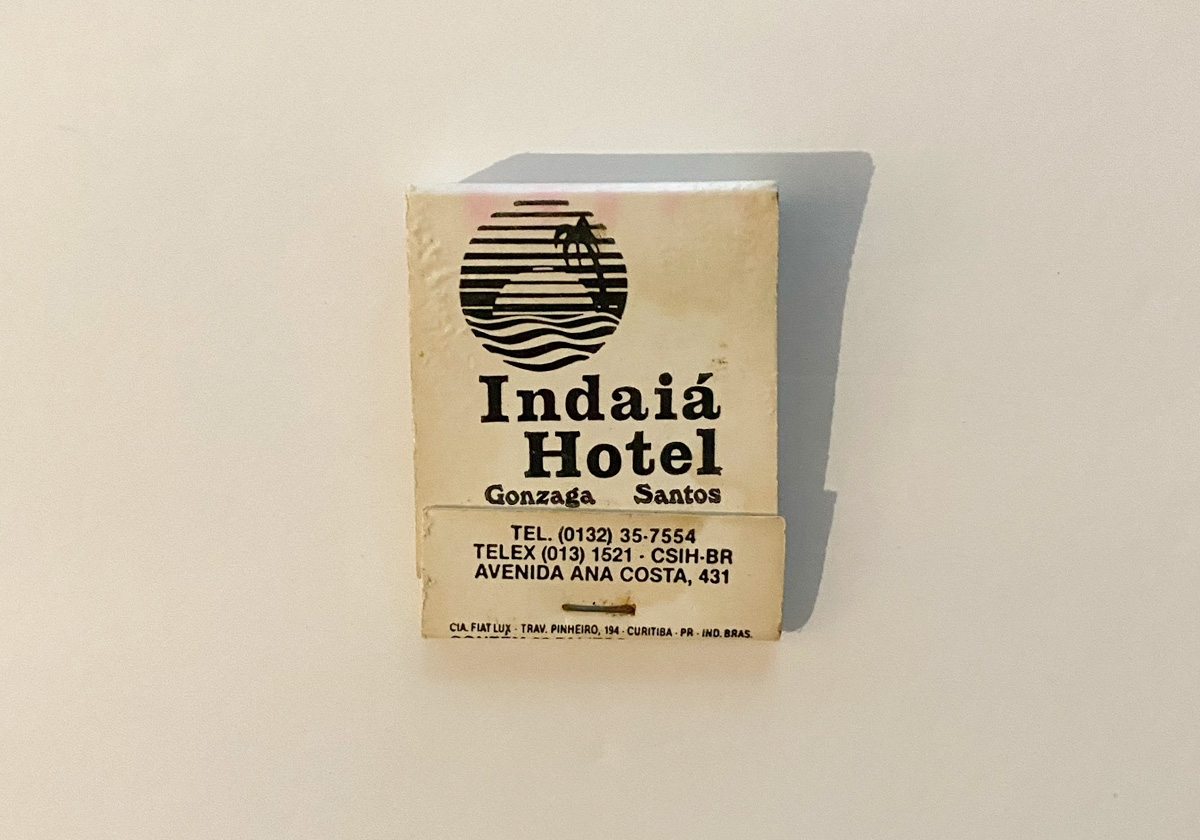 Indaiá
Hotel
Gonzaga Santos
TEL. (0132) 35-7554
TELEX (013) 1521 - CSIH-BR
AVENIDA ANA COSTA, 431
CIA. FIAT LUX - TRAV. PINHEIRO, 194 - CURITIBA - PR - IND. BRAS.